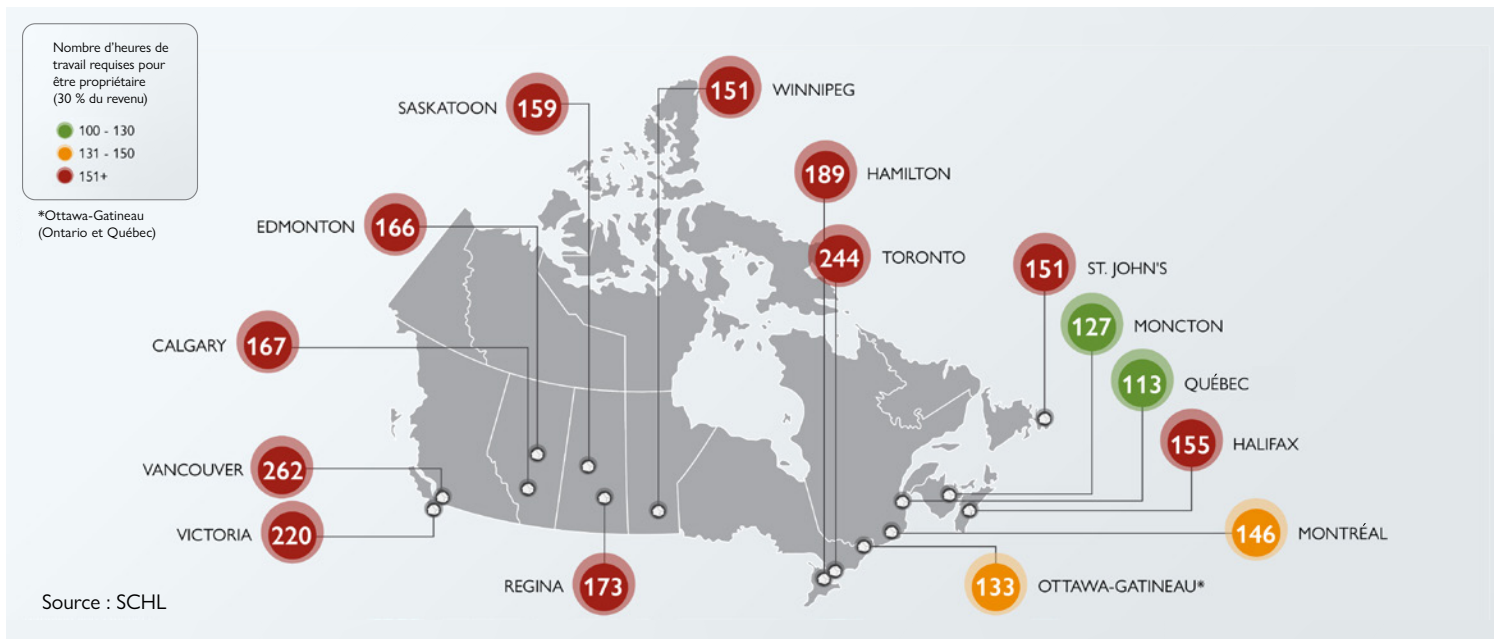 Nombre d'heures de
travail requises pour
être propriétaire
(30 % du revenu)
100 - 130
131 - 150
151+
*Ottawa-Gatineau
(Ontario et Québec)
SASKATOON 159
151 WINNIPEG
189 HAMILTON
EDMONTON 166
244 TORONTO
151 ST. JOHN'S
127 MONCTON
CALGARY 167
113 QUÉBEC
155 HALIFAX
VANCOUVER 262
VICTORIA 220
146 MONTRÉAL
REGINA 173
133 OTTAWA-GATINEAU*
Source : SCHL